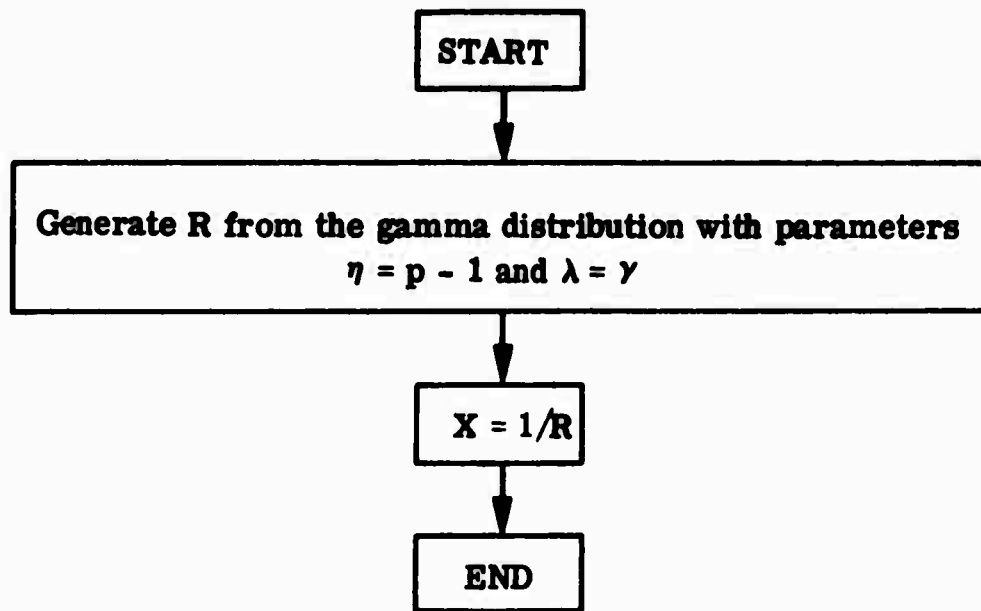 START
Generate R from the gamma distribution with parameters
η = p - 1 and λ = γ
X = 1/R
END